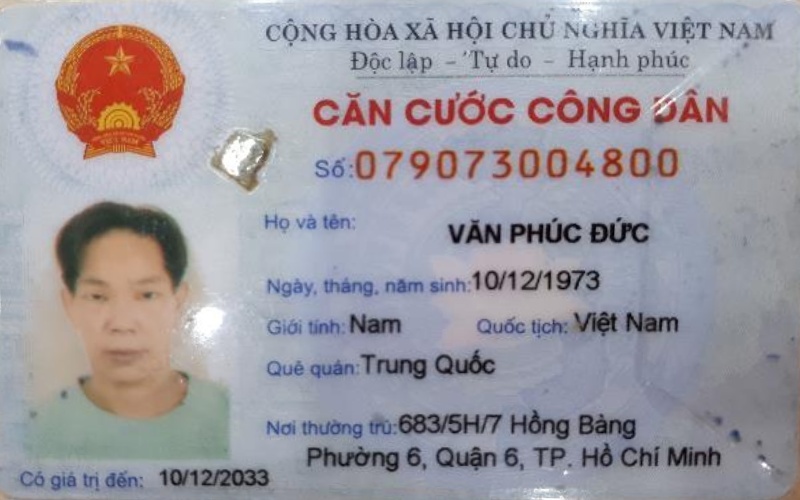 CỘNG HÒA XÃ HỘI CHỦ NGHĨA VIỆT NAM
Độc lập - Tự do - Hạnh phúc
CĂN CƯỚC CÔNG DÂN
Số: 079073004800
Họ và tên: VĂN PHÚC ĐỨC
Ngày, tháng, năm sinh: 10/12/1973
Giới tính: Nam Quốc tịch: Việt Nam
Quê quán: Trung Quốc
Nơi thường trú: 683/5H/7 Hồng Bàng
Phường 6, Quận 6, TP. Hồ Chí Minh
Có giá trị đến: 10/12/2033
VIỆT NAM